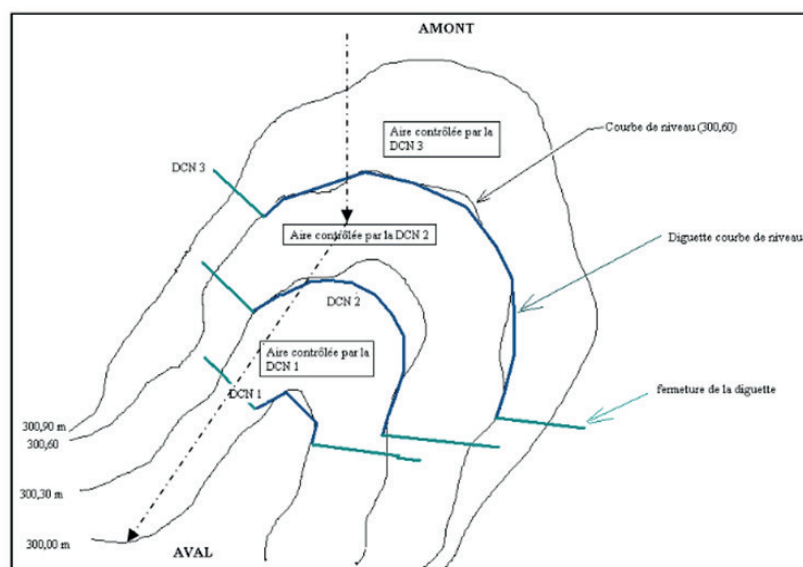 AMONT
Aire contrôlée par la
DCN 3
Courbe de niveau (300,60)
DCN 3
Aire contrôlée par la DCN 2
Diguette courbe de niveau
DCN 2
Aire contrôlée par la
DCN 1
DCN 1
fermeture de la diguette
300,90 m
300,60
300,30 m
300,00 m
AVAL